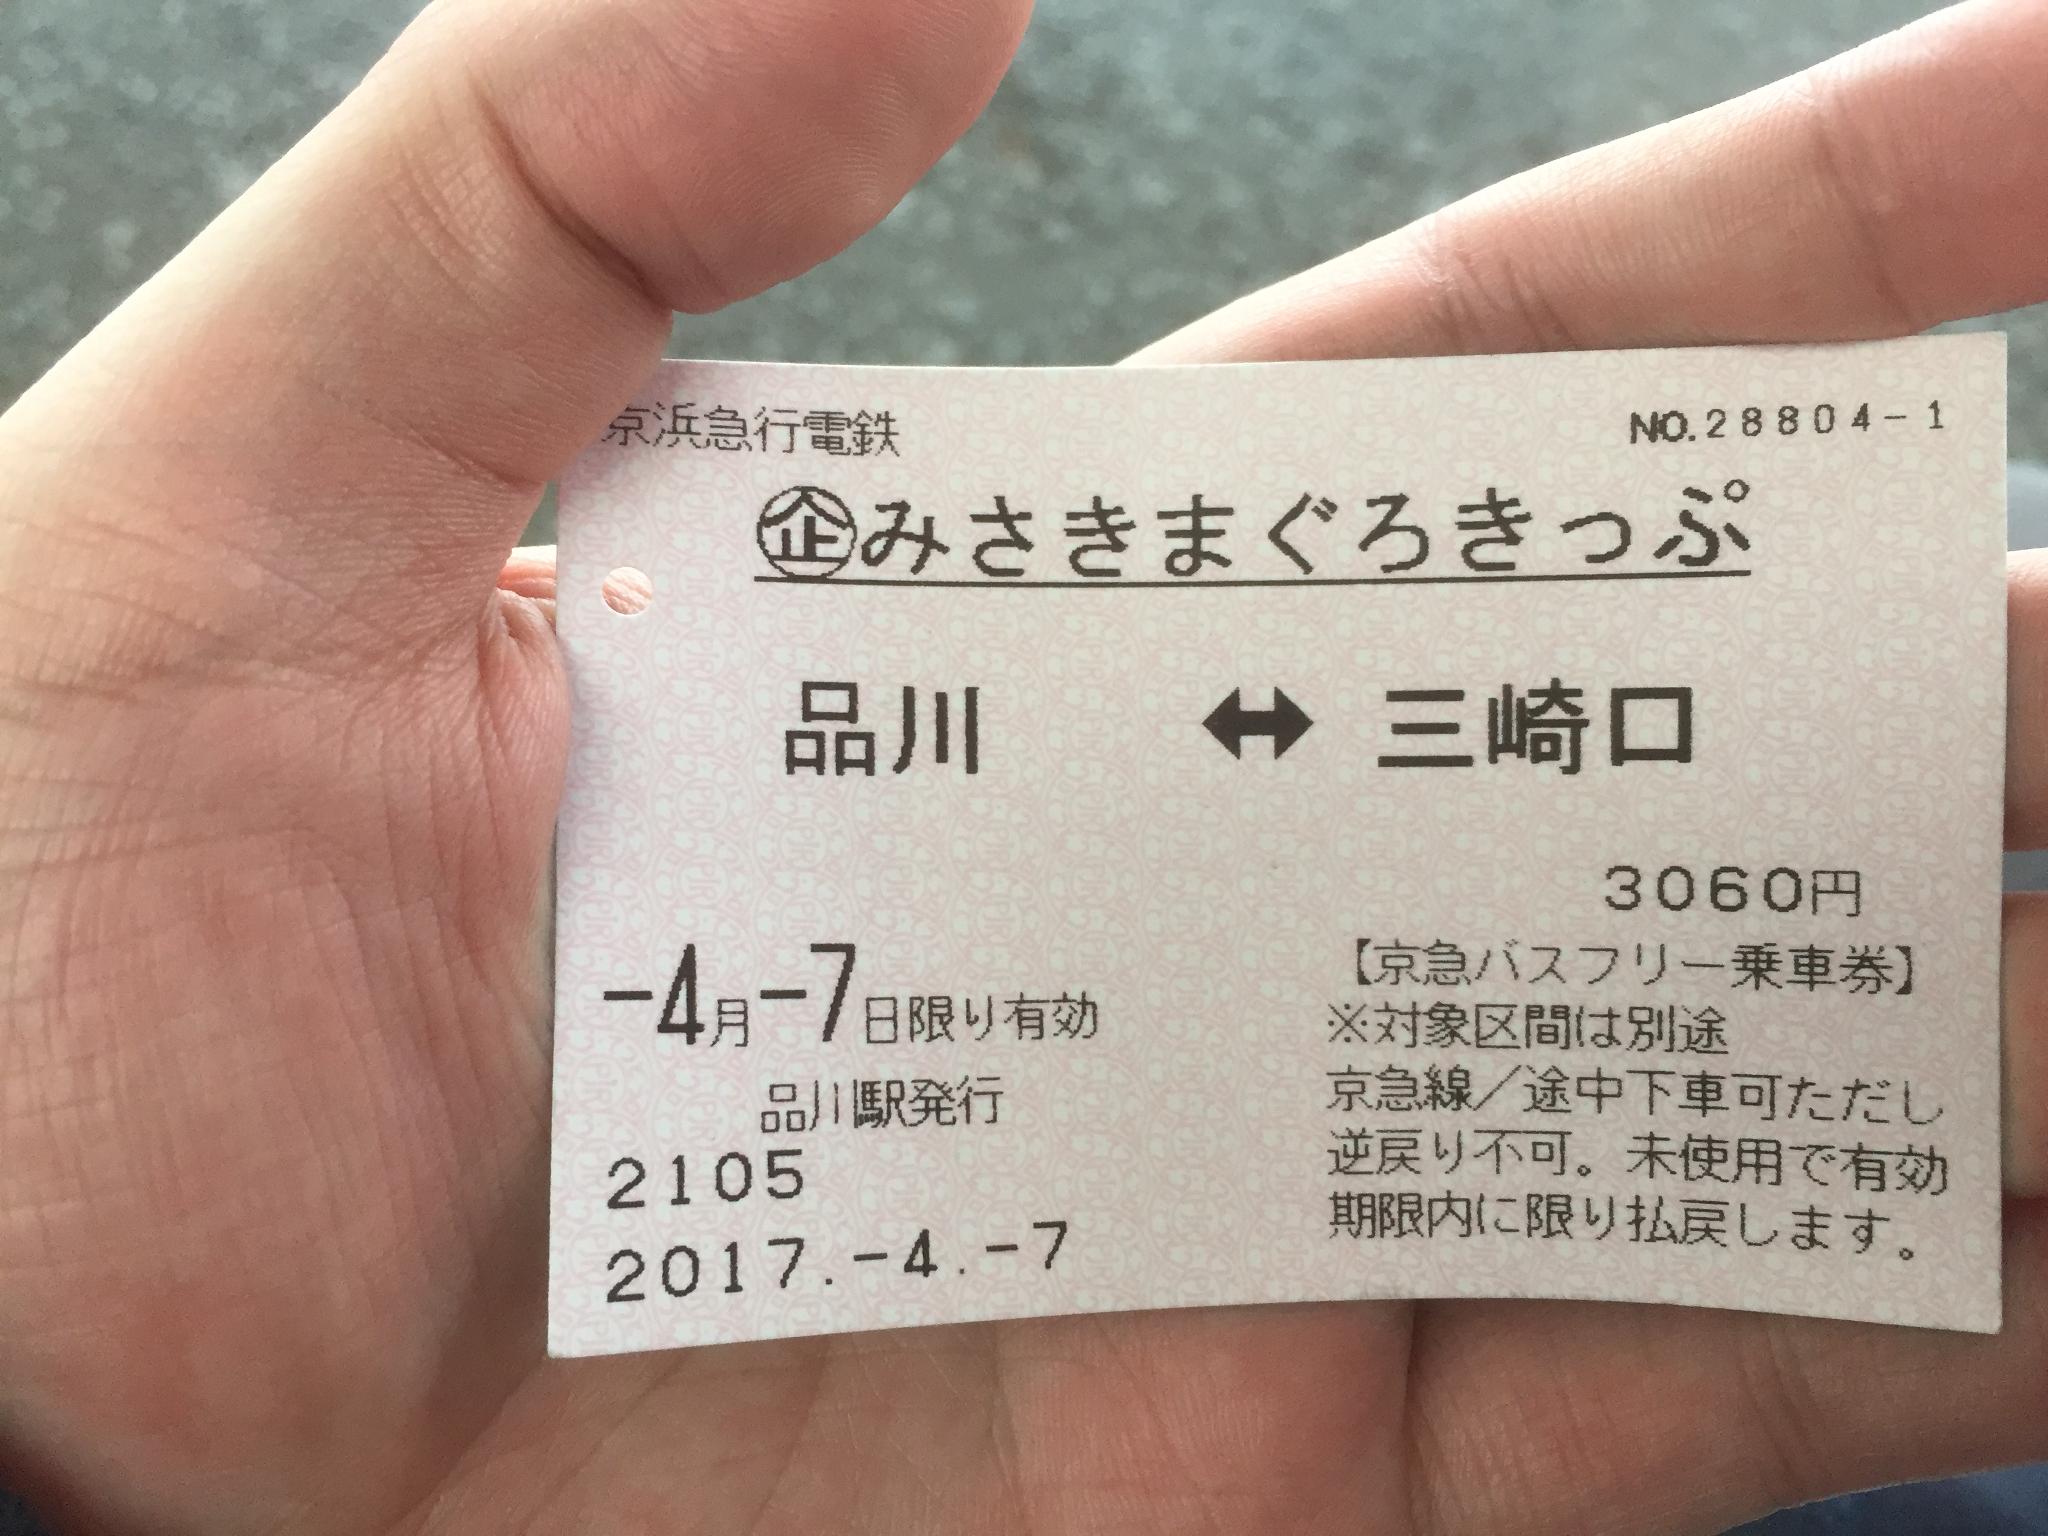 京浜急行電鉄
NO.28804-1
㊭みさきまぐろきっぷ
品川 ↔ 三崎口
3060円
-4月-7日限り有効
品川駅発行
2105
2017.-4.-7
【京急バスフリー乗車券】
※対象区間は別途
京急線／途中下車可ただし
逆戻り不可。未使用で有効
期限内に限り払戻します。